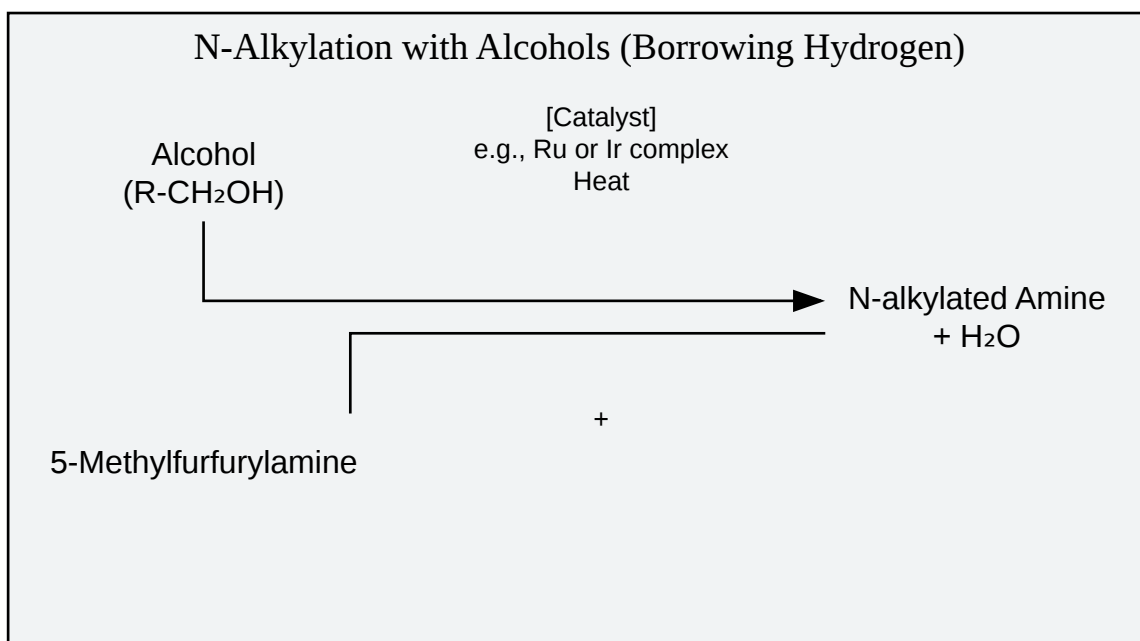 N-Alkylation with Alcohols (Borrowing Hydrogen)
[Catalyst]
e.g., Ru or Ir complex
Heat
Alcohol
(R-CH₂OH)
N-alkylated Amine
+ H₂O
+
5-Methylfurfurylamine